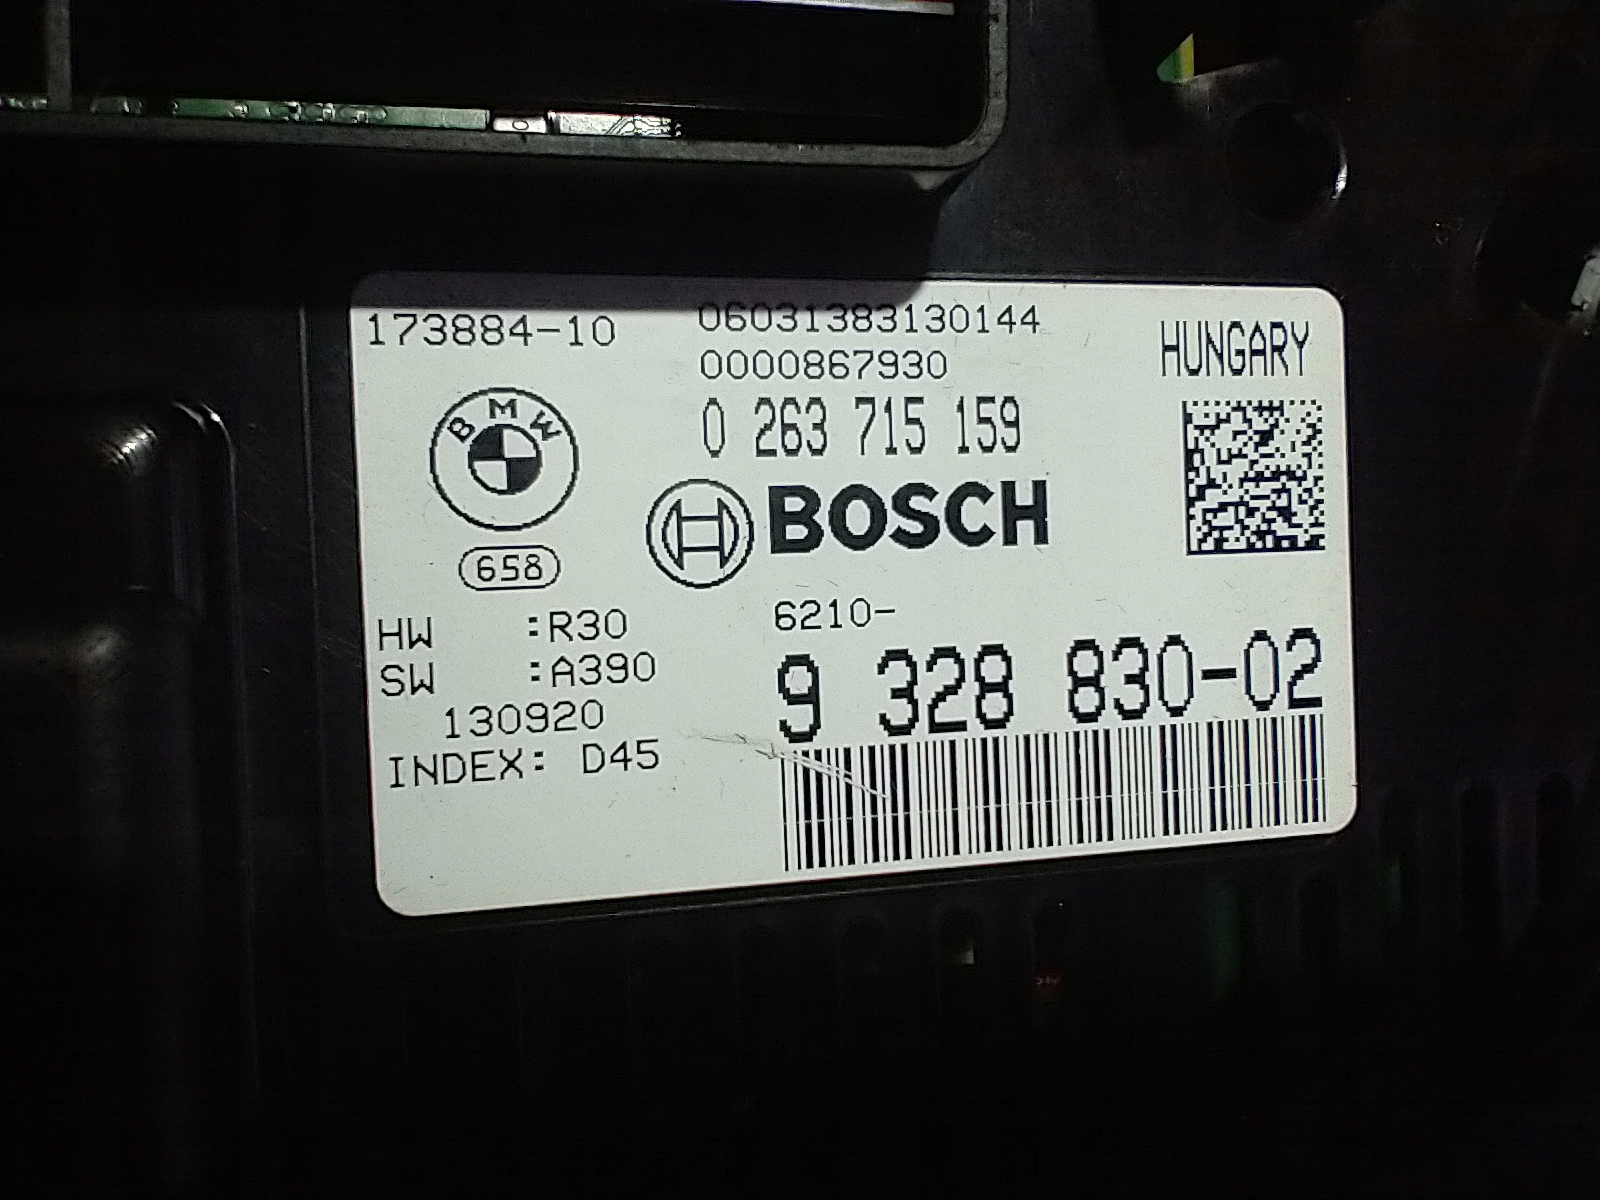 173884-10
06031383130144
0000867930
HUNGARY
0 263 715 159
BMW
BOSCH
658
6210-
HW :R30
SW :A390
9 328 830-02
130920
INDEX: D45